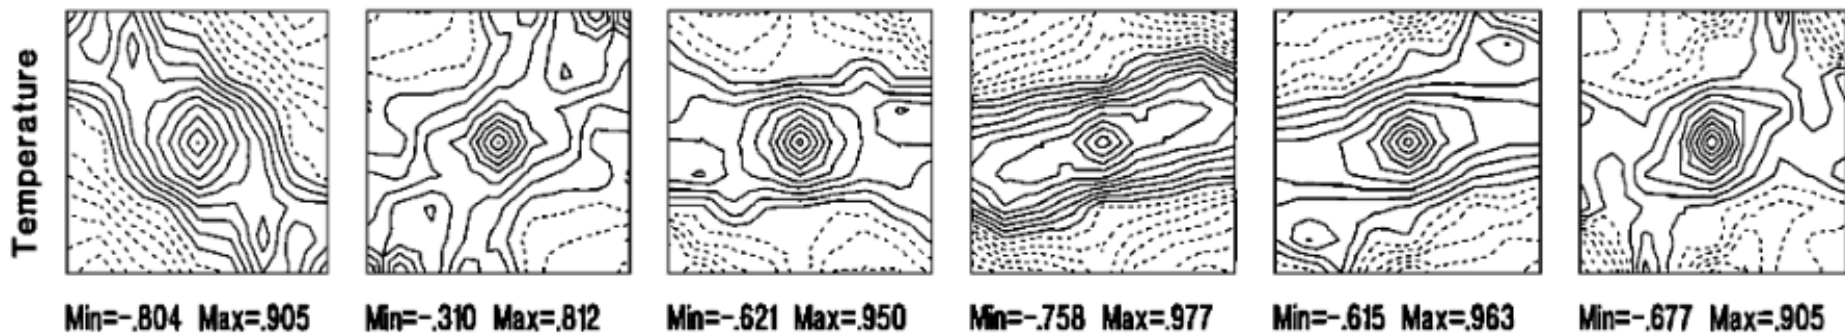 Temperature
Min=-.804 Max=.905
Min=-.310 Max=.812
Min=-.621 Max=.950
Min=-.758 Max=.977
Min=-.615 Max=.963
Min=-.677 Max=.905